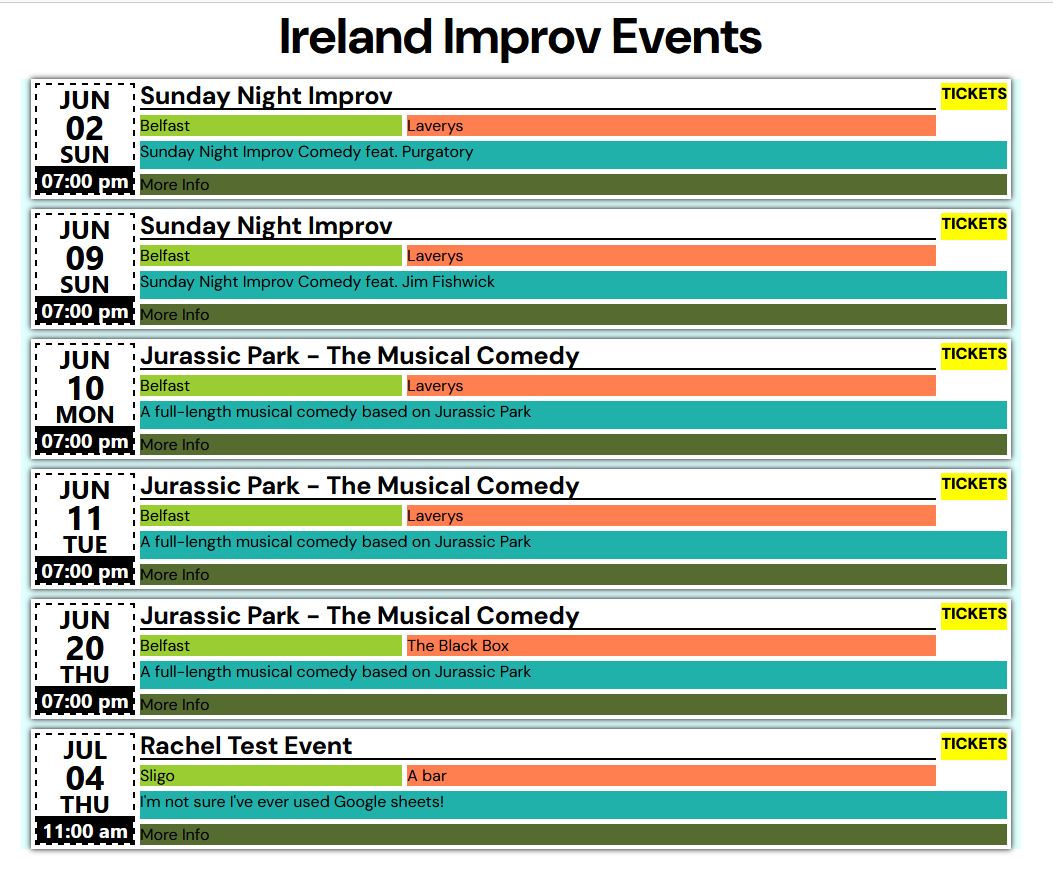 Ireland Improv Events
JUN
02
SUN
07:00 pm
Sunday Night Improv
TICKETS
Belfast
Laverys
Sunday Night Improv Comedy feat. Purgatory
More Info
JUN
09
SUN
07:00 pm
Sunday Night Improv
TICKETS
Belfast
Laverys
Sunday Night Improv Comedy feat. Jim Fishwick
More Info
JUN
10
MON
07:00 pm
Jurassic Park - The Musical Comedy
TICKETS
Belfast
Laverys
A full-length musical comedy based on Jurassic Park
More Info
JUN
11
TUE
07:00 pm
Jurassic Park - The Musical Comedy
TICKETS
Belfast
Laverys
A full-length musical comedy based on Jurassic Park
More Info
JUN
20
THU
07:00 pm
Jurassic Park - The Musical Comedy
TICKETS
Belfast
The Black Box
A full-length musical comedy based on Jurassic Park
More Info
JUL
04
THU
11:00 am
Rachel Test Event
TICKETS
Sligo
A bar
I'm not sure I've ever used Google sheets!
More Info